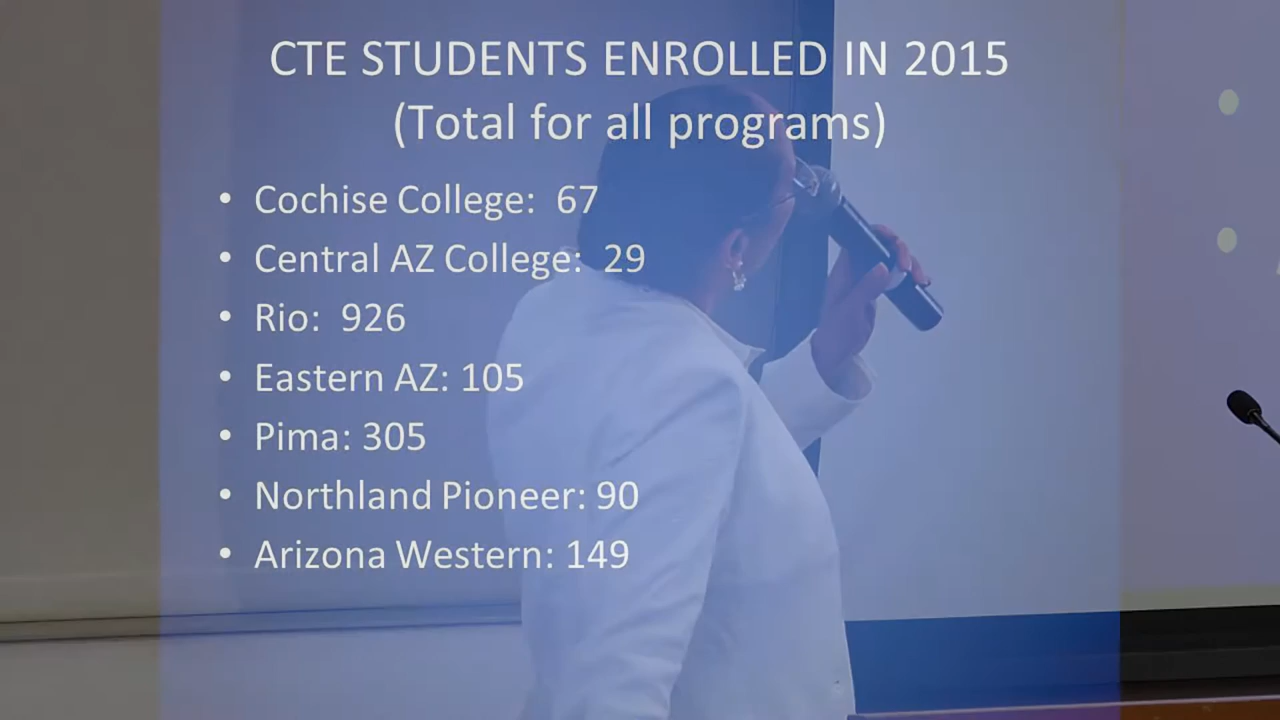 CTE STUDENTS ENROLLED IN 2015
(Total for all programs)
• Cochise College:  67
• Central AZ College:  29
• Rio:  926
• Eastern AZ: 105
• Pima: 305
• Northland Pioneer: 90
• Arizona Western: 149